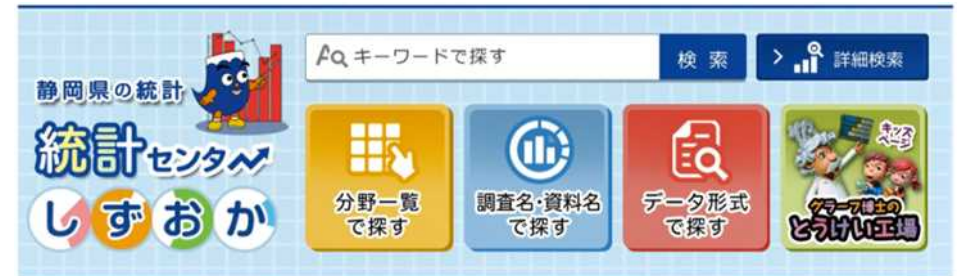 静岡県の統計
統計センター
しずおか
キーワードで探す
検索
詳細検索
分野一覧
で探す
調査名・資料名
で探す
データ形式
で探す
キッズ
ページ
グラーフ博士の
とうけい工場